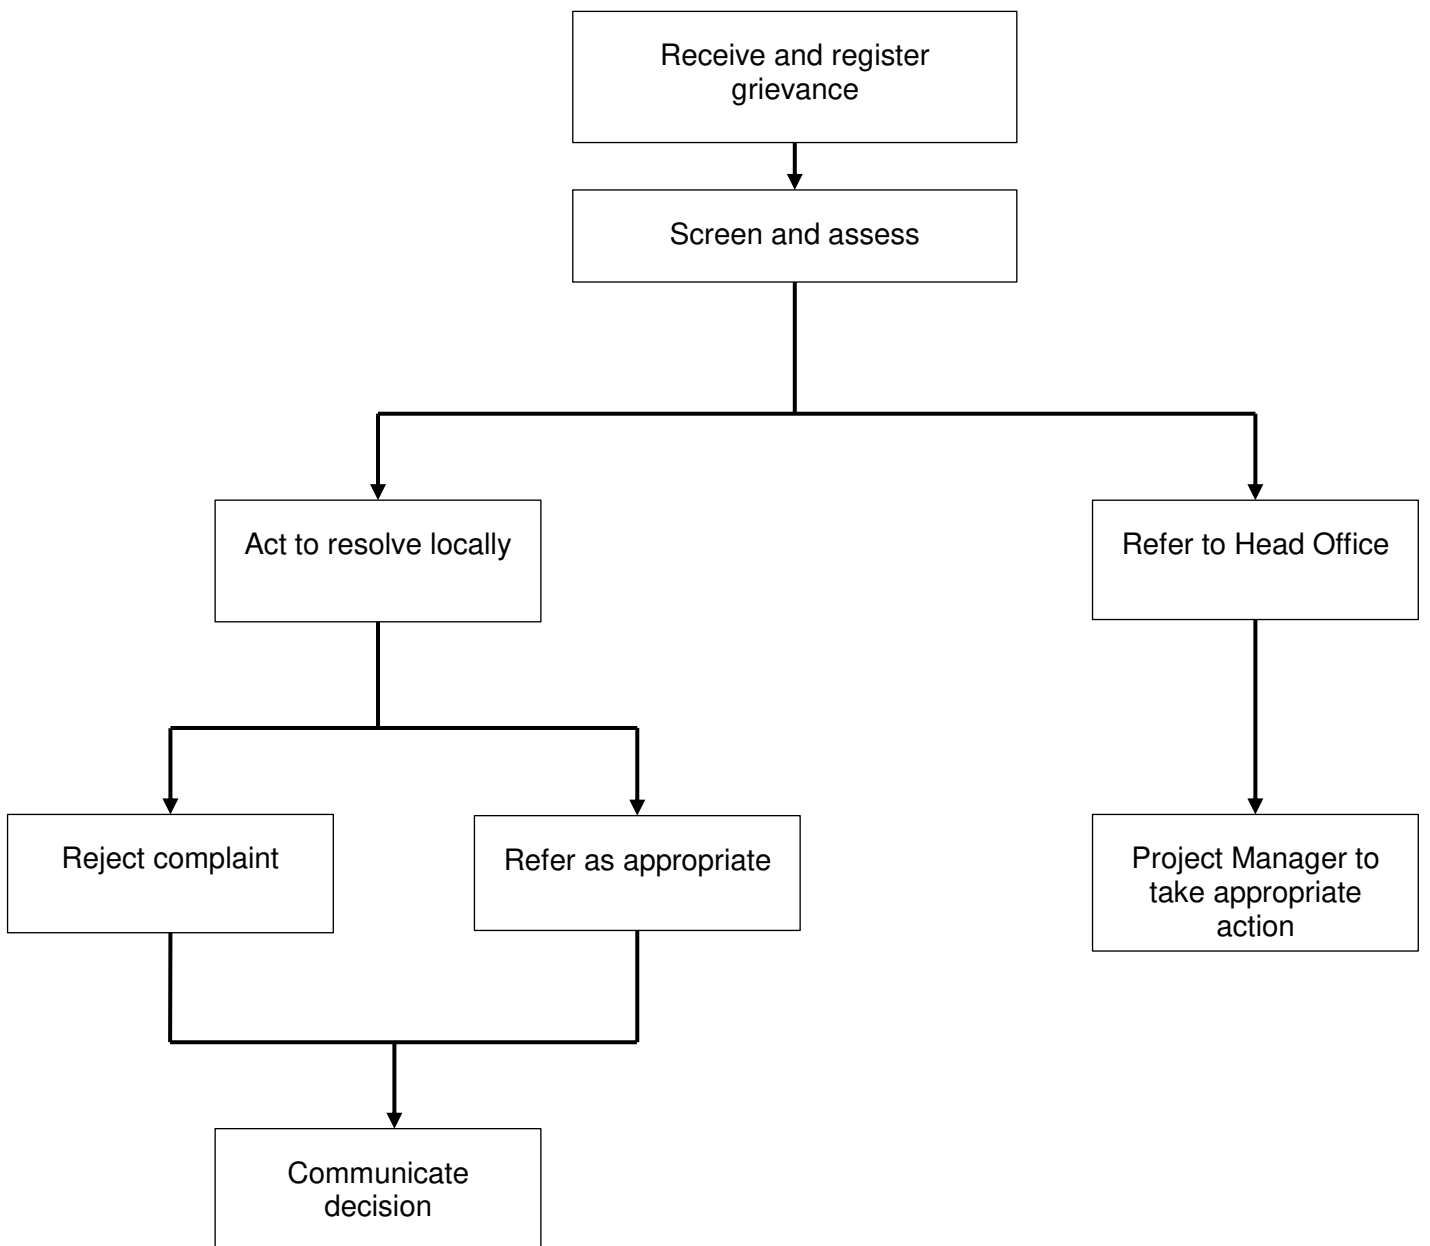 Receive and register
grievance
Screen and assess
Act to resolve locally
Refer to Head Office
Reject complaint
Refer as appropriate
Project Manager to
take appropriate
action
Communicate
decision